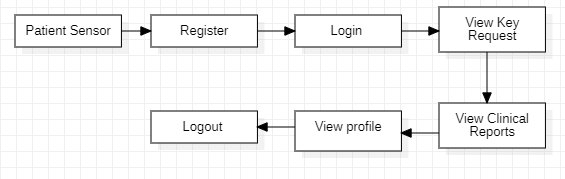 Patient Sensor
Register
Login
View Key
Request
View Clinical
Reports
View profile
Logout